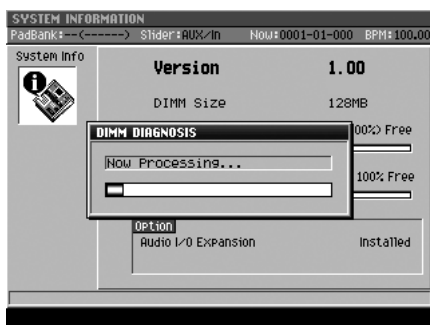 SYSTEM INFORMATION
PadBank:--(------) Slider:AUX/In Now:0001-01-000 BPM:100.00
System Info
Version 1.00
DIMM Size 128MB
00%) Free
DIMM DIAGNOSIS
Now Processing...
100% Free
Option
Audio I/O Expansion Installed